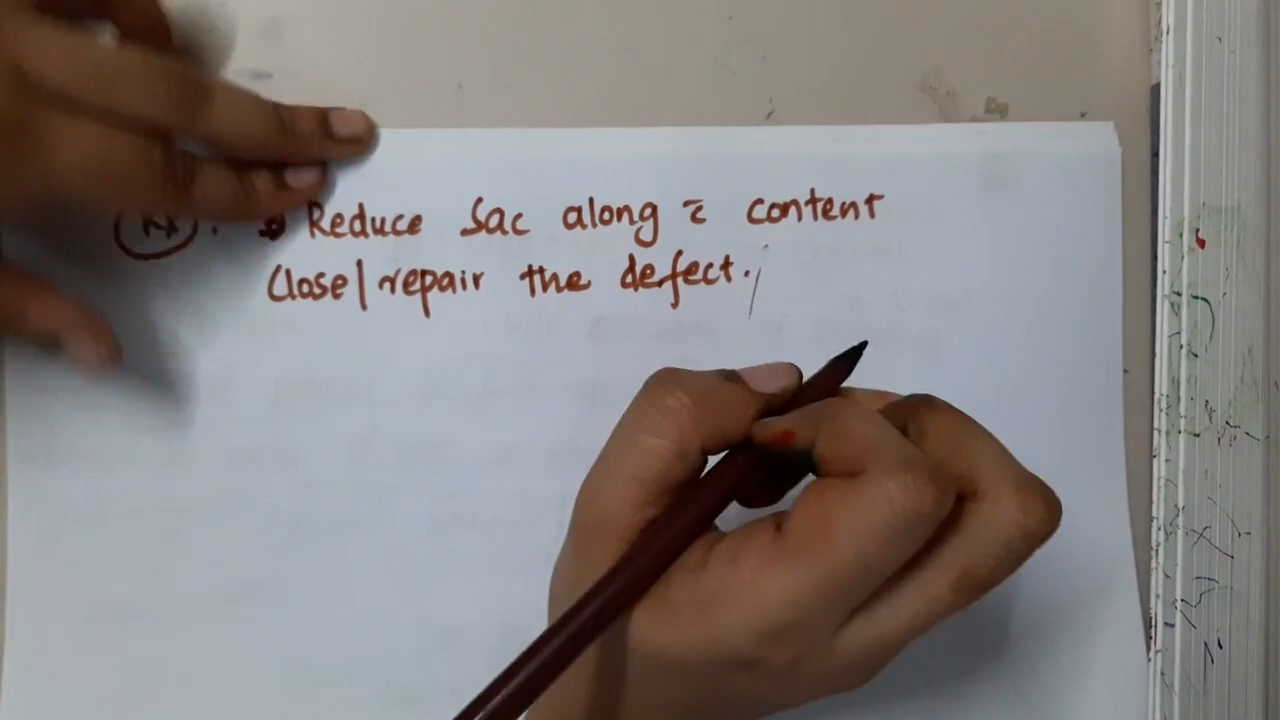 Reduce Sac along c̄ content
Close/repair the defect.